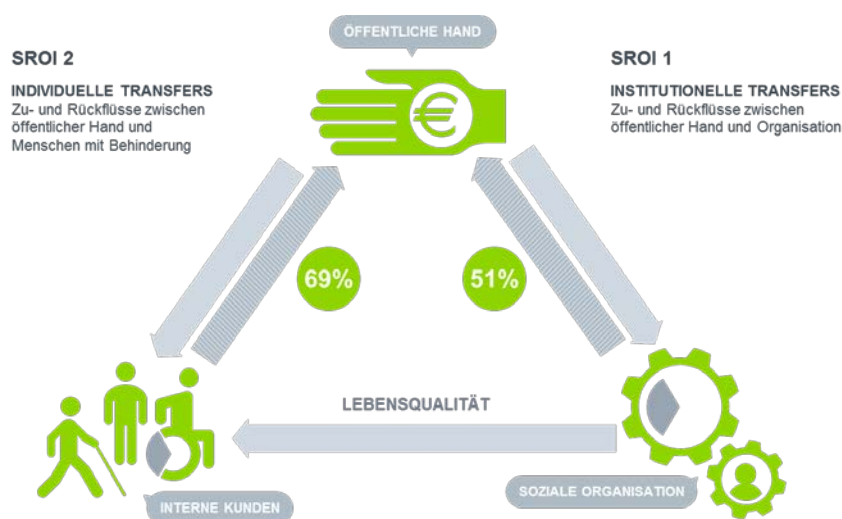 ÖFFENTLICHE HAND
SROI 2
INDIVIDUELLE TRANSFERS
Zu- und Rückflüsse zwischen
öffentlicher Hand und
Menschen mit Behinderung
SROI 1
INSTITUTIONELLE TRANSFERS
Zu- und Rückflüsse zwischen
öffentlicher Hand und Organisation
€
69%
51%
LEBENSQUALITÄT
INTERNE KUNDEN
SOZIALE ORGANISATION